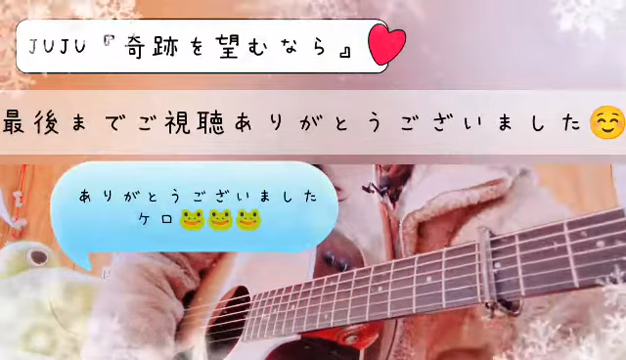 JUJU『奇跡を望むなら』
最後までご視聴ありがとうございました☺️
ありがとうございました
ケロ🐸🐸🐸